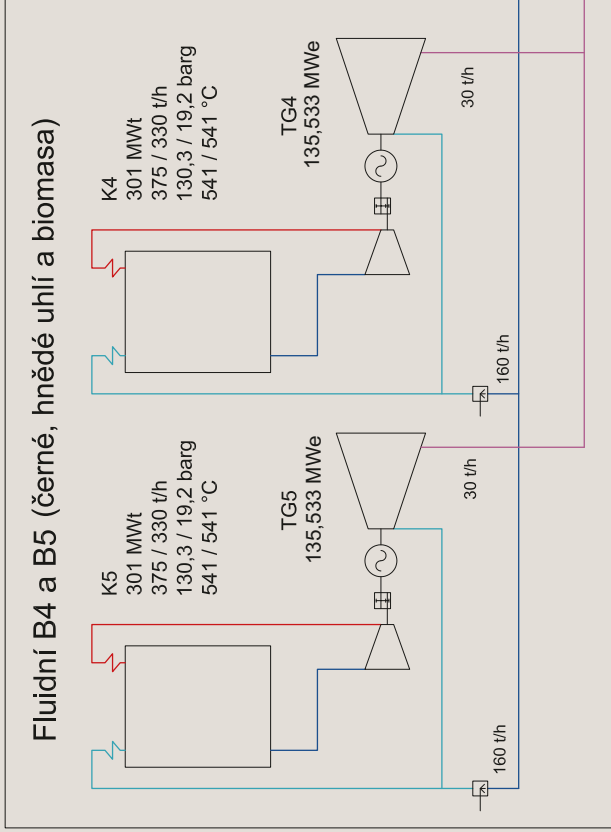 Fluidní B4 a B5 (černé, hnědé uhlí a biomasa)
K5
301 MWt
375 / 330 t/h
130,3 / 19,2 barg
541 / 541 °C
TG5
135,533 MWe
30 t/h
160 t/h
K4
301 MWt
375 / 330 t/h
130,3 / 19,2 barg
541 / 541 °C
TG4
135,533 MWe
30 t/h
160 t/h